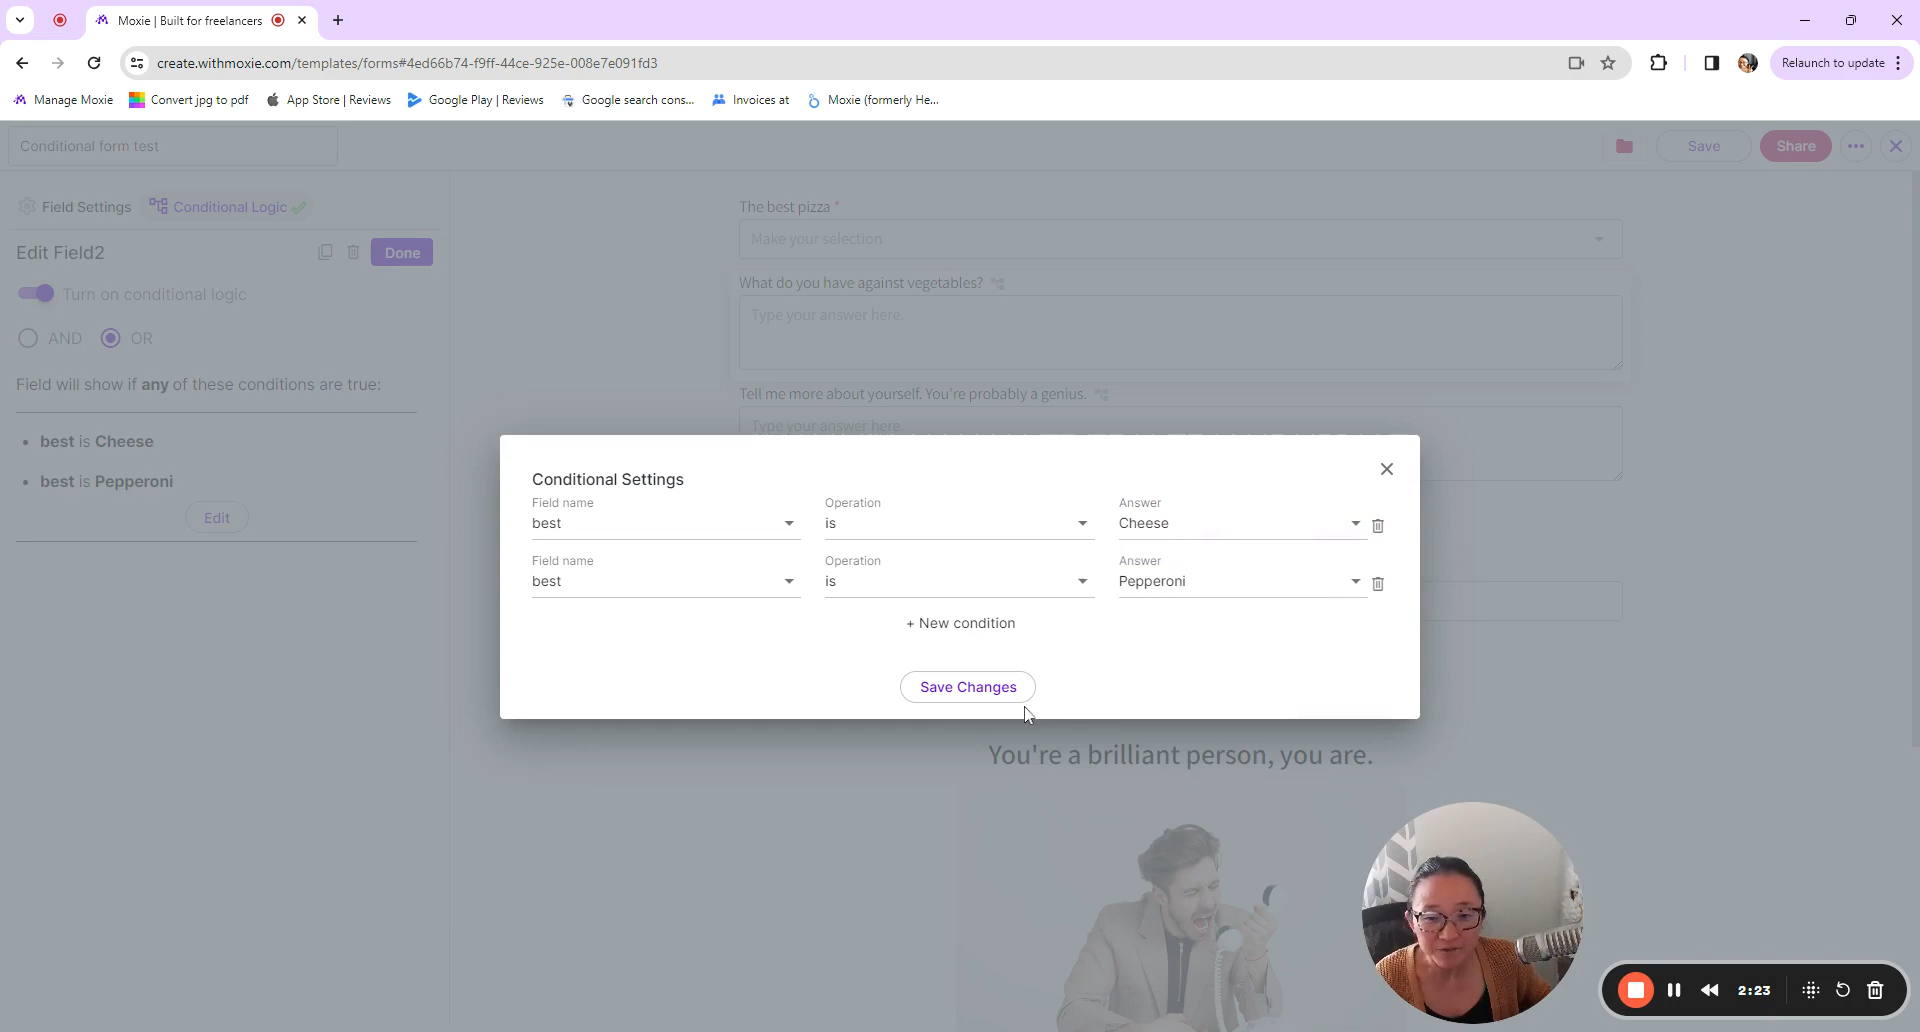 Moxie | Built for freelancers
create.withmoxie.com/templates/forms#4ed66b74-f9ff-44ce-925e-008e7e091fd3
Relaunch to update
Manage Moxie
Convert jpg to pdf
App Store | Reviews
Google Play | Reviews
Google search cons...
Invoices at
Moxie (formerly He...
Conditional form test
Save
Share
Field Settings
Conditional Logic
Edit Field2
Done
Turn on conditional logic
AND
OR
Field will show if any of these conditions are true:
• best is Cheese
• best is Pepperoni
Edit
The best pizza *
Make your selection
What do you have against vegetables?
Type your answer here.
Tell me more about yourself. You're probably a genius.
Type your answer here.
Conditional Settings
Field name
best
Operation
is
Answer
Cheese
Field name
best
Operation
is
Answer
Pepperoni
+ New condition
Save Changes
You're a brilliant person, you are.
2:23